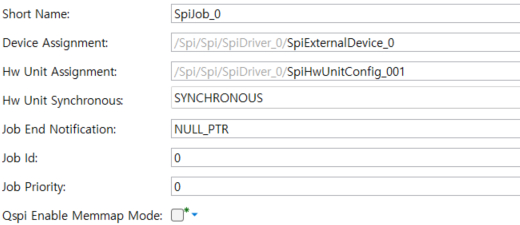 Short Name: SpiJob_0
Device Assignment: /Spi/Spi/SpiDriver_0/SpiExternalDevice_0
Hw Unit Assignment: /Spi/Spi/SpiDriver_0/SpiHwUnitConfig_001
Hw Unit Synchronous: SYNCHRONOUS
Job End Notification: NULL_PTR
Job Id: 0
Job Priority: 0
Qspi Enable Memmap Mode: *